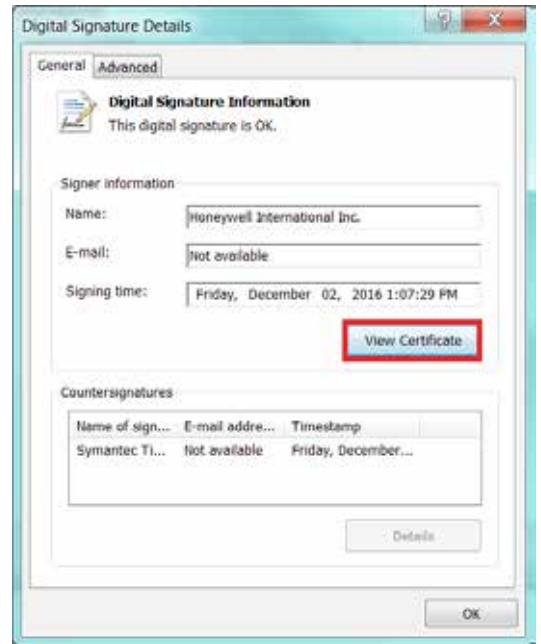 Digital Signature Details
General Advanced
Digital Signature Information
This digital signature is OK.
Signer information
Name: Honeywell International Inc.
E-mail: Not available
Signing time: Friday, December 02, 2016 1:07:29 PM
View Certificate
Countersignatures
Name of sign... E-mail addre... Timestamp
Symantec Ti... Not available Friday, December...
Details
OK